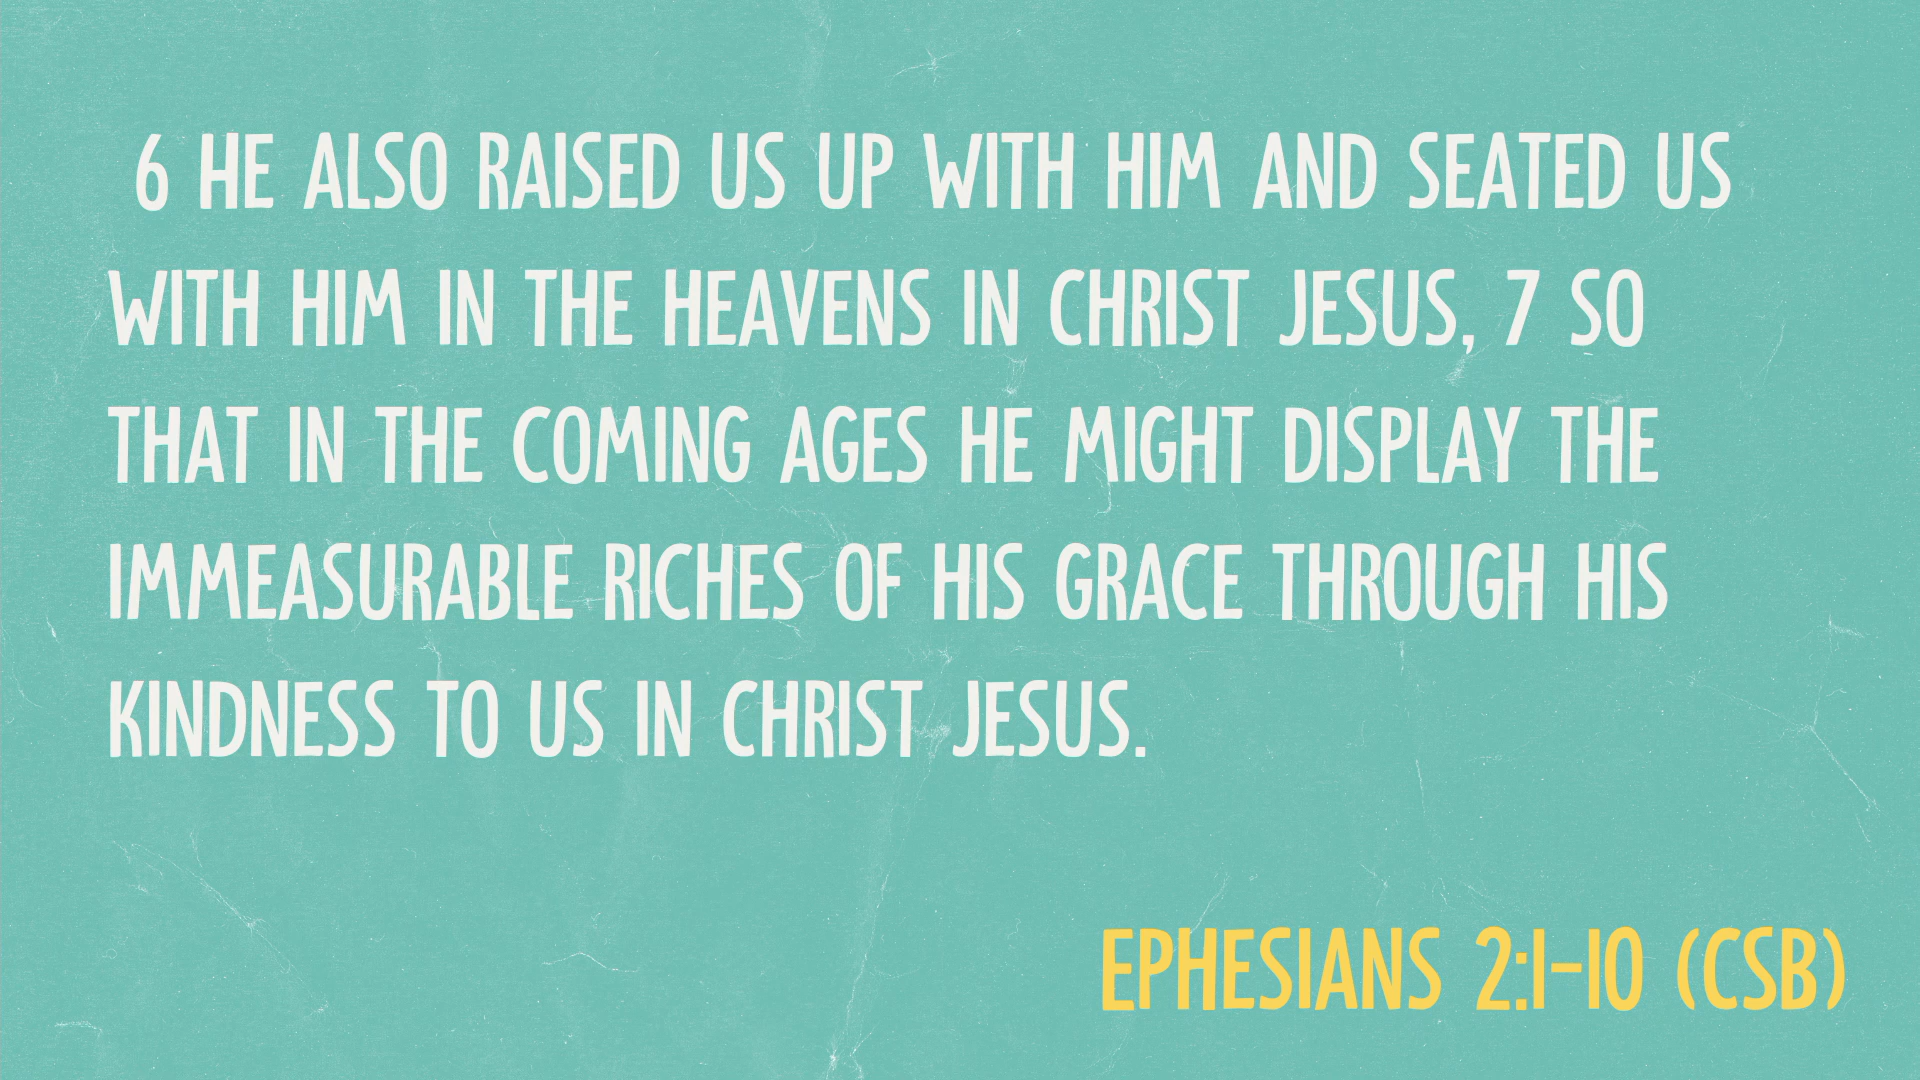 6 HE ALSO RAISED US UP WITH HIM AND SEATED US
WITH HIM IN THE HEAVENS IN CHRIST JESUS, 7 SO
THAT IN THE COMING AGES HE MIGHT DISPLAY THE
IMMEASURABLE RICHES OF HIS GRACE THROUGH HIS
KINDNESS TO US IN CHRIST JESUS.
EPHESIANS 2:1-10 (CSB)